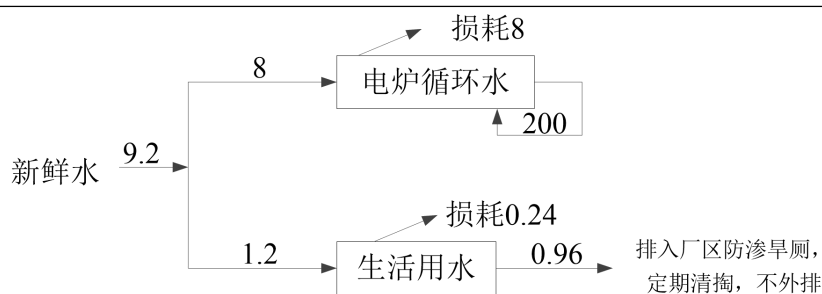 损耗8
8
电炉循环水
200
新鲜水
9.2
损耗0.24
1.2
生活用水
0.96
排入厂区防渗旱厕，
定期清掏，不外排